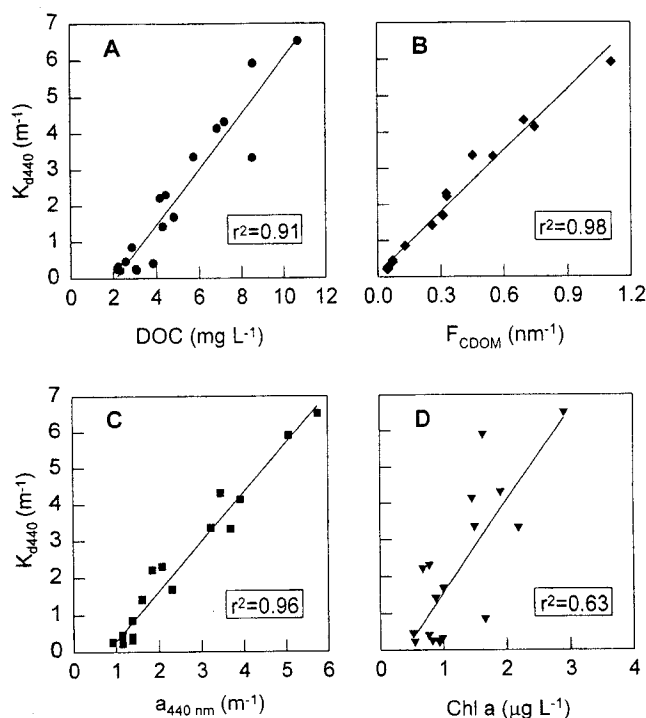 A
B
7
6
5
4
3
2
1
0
K_d440 (m⁻¹)
r²=0.91
r²=0.98
0 2 4 6 8 10 12
0.0 0.3 0.6 0.9 1.2
DOC (mg L⁻¹)
F_CDOM (nm⁻¹)
C
D
7
6
5
4
3
2
1
0
K_d440 (m⁻¹)
r²=0.96
r²=0.63
0 1 2 3 4 5 6
0 1 2 3 4
a_440 nm (m⁻¹)
Chl a (µg L⁻¹)